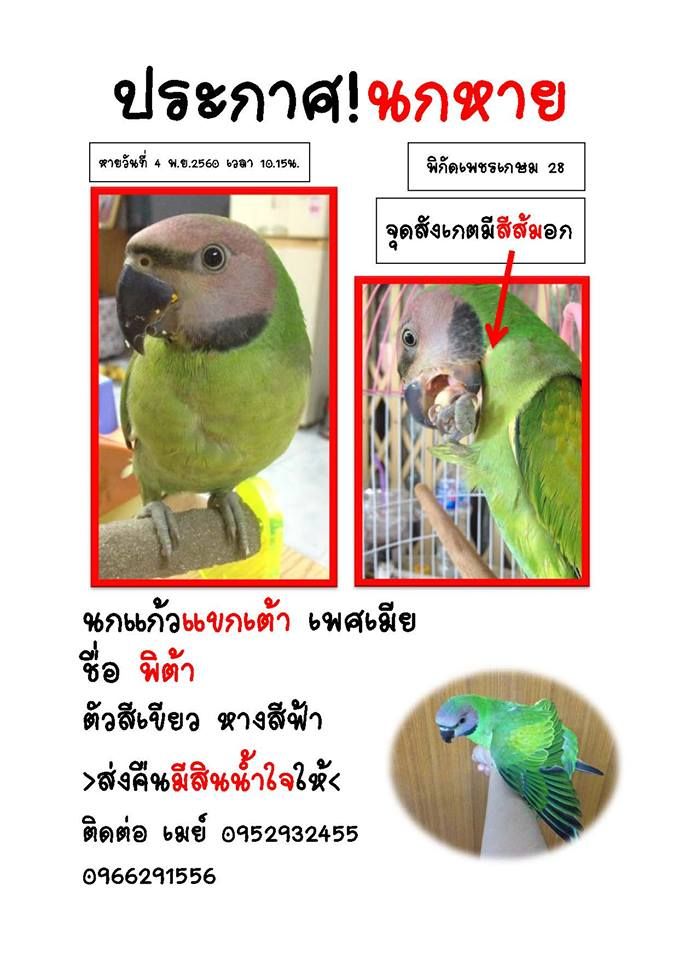 ประกาศ!นกหาย
หายวันที่ 4 พ.ย.2560 เวลา 10.15น.
พิกัดเพชรเกษม 28
จุดสังเกตมีสีส้มอก
นกแก้วแขกเต้า เพศเมีย
ชื่อ พิต้า
ตัวสีเขียว หางสีฟ้า
>ส่งคืนมีสินน้ำใจให้<
ติดต่อ เมย์ 0952932455
0966291556